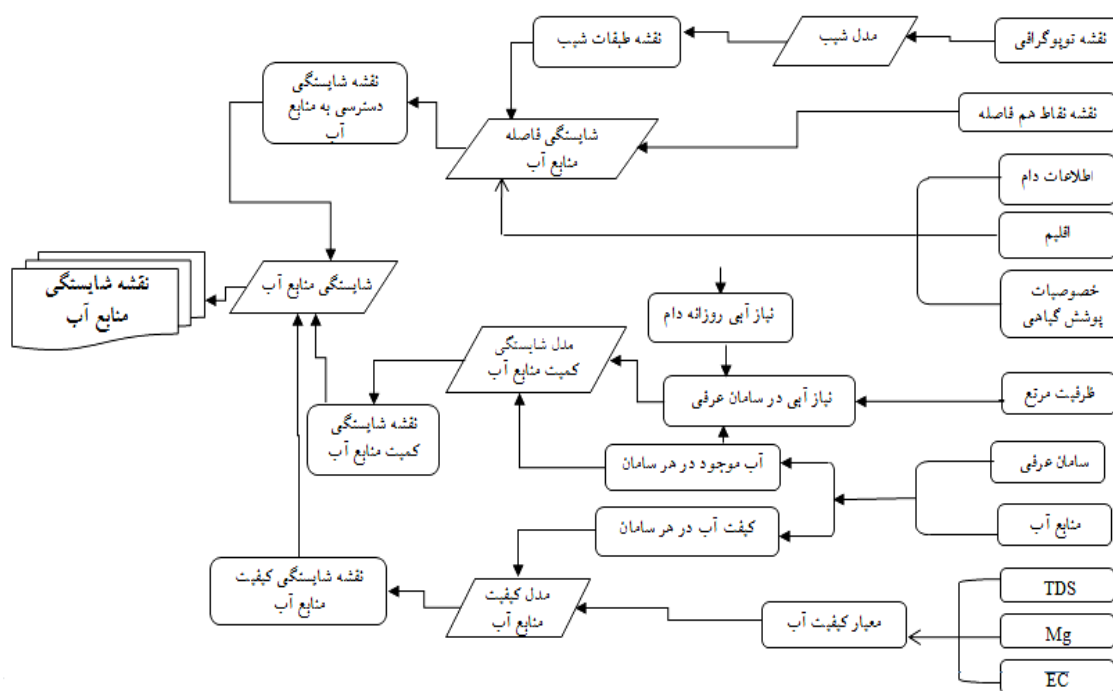 نقشه توپوگرافی
مدل شیب
نقشه طبقات شیب
نقشه شایستگی
دسترسی به منابع
آب
نقشه نقاط هم فاصله
شایستگی فاصله
منابع آب
اطلاعات دام
اقلیم
خصوصیات
پوشش گیاهی
شایستگی منابع آب
نقشه شایستگی
منابع آب
نیاز آبی روزانه دام
مدل شایستگی
کمیت منابع آب
نیاز آبی در سامان عرفی
ظرفیت مرتع
نقشه شایستگی
کمیت منابع آب
آب موجود در هر سامان
سامان عرفی
کیفت آب در هر سامان
منابع آب
نقشه شایستگی کیفیت
منابع آب
مدل کیفیت
منابع آب
معیار کیفیت آب
TDS
Mg
EC